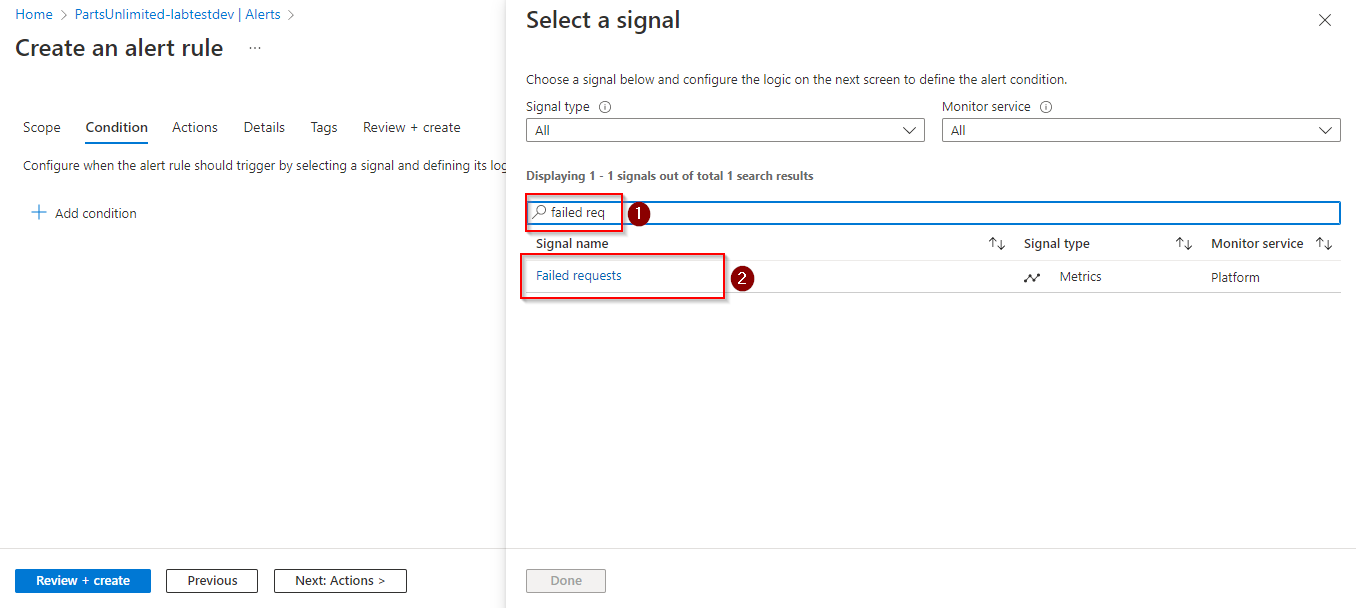 Home > PartsUnlimited-labtestdev | Alerts >
Create an alert rule ...
Scope Condition Actions Details Tags Review + create
Configure when the alert rule should trigger by selecting a signal and defining its log
+ Add condition
Review + create Previous Next: Actions >
Select a signal
Choose a signal below and configure the logic on the next screen to define the alert condition.
Signal type Monitor service
All All
Displaying 1 - 1 signals out of total 1 search results
failed req 1
Signal name Signal type Monitor service
Failed requests 2 Metrics Platform
Done